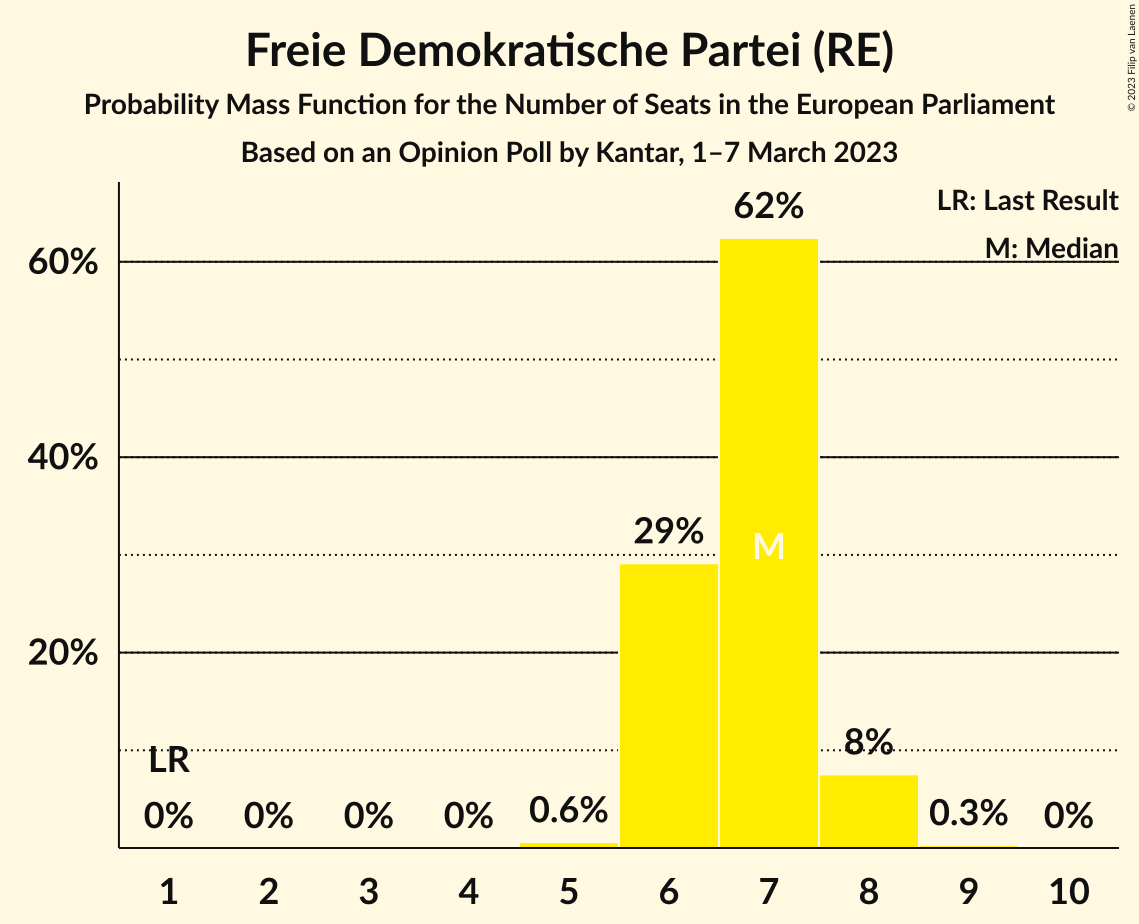 Freie Demokratische Partei (RE)
Probability Mass Function for the Number of Seats in the European Parliament
Based on an Opinion Poll by Kantar, 1–7 March 2023
© 2023 Filip van Laenen
LR: Last Result
M: Median
62%
60%
40%
29%
M
20%
LR
8%
0%
0%
0%
0%
0.6%
0.3%
0%
1 2 3 4 5 6 7 8 9 10